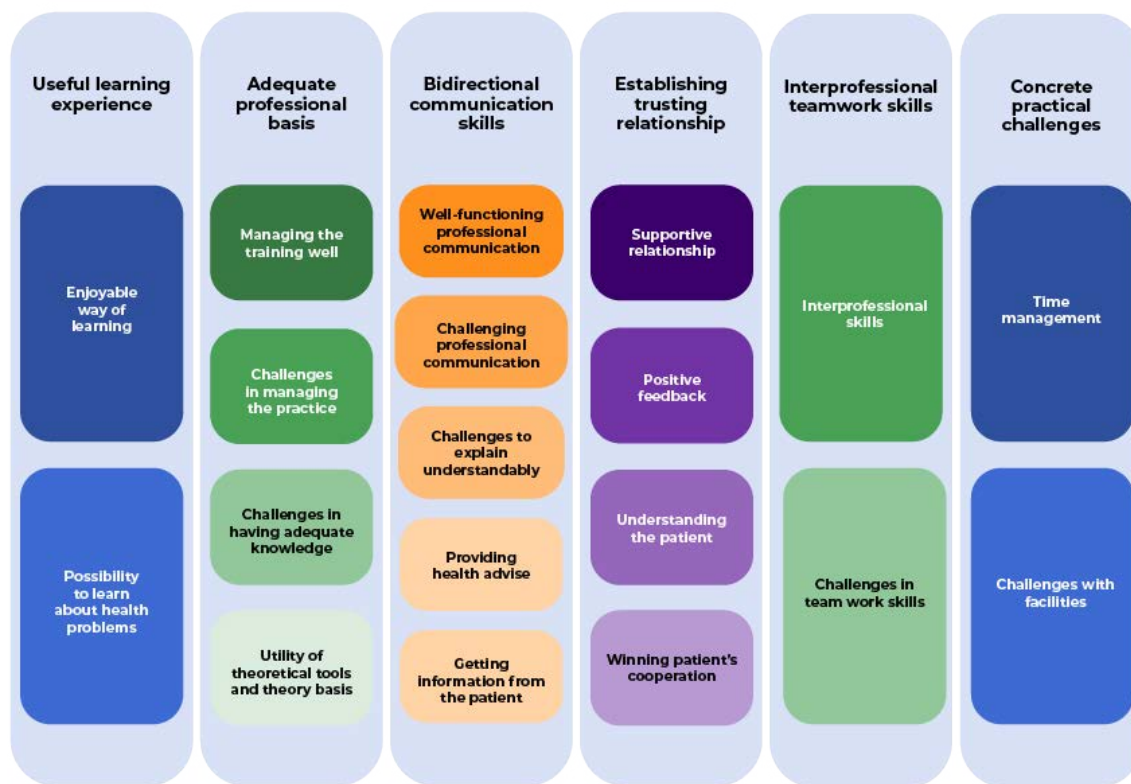 Useful learning
experience
Enjoyable
way of
learning
Possibility
to learn
about health
problems
Adequate
professional
basis
Managing the
training well
Challenges
in managing
the practice
Challenges in
having adequate
knowledge
Utility of
theoretical tools
and theory basis
Bidirectional
communication
skills
Well-functioning
professional
communication
Challenging
professional
communication
Challenges to
explain
understandably
Providing
health advise
Getting
information from
the patient
Establishing
trusting
relationship
Supportive
relationship
Positive
feedback
Understanding
the patient
Winning patient's
cooperation
Interprofessional
teamwork skills
Interprofessional
skills
Challenges in
team work skills
Concrete
practical
challenges
Time
management
Challenges with
facilities